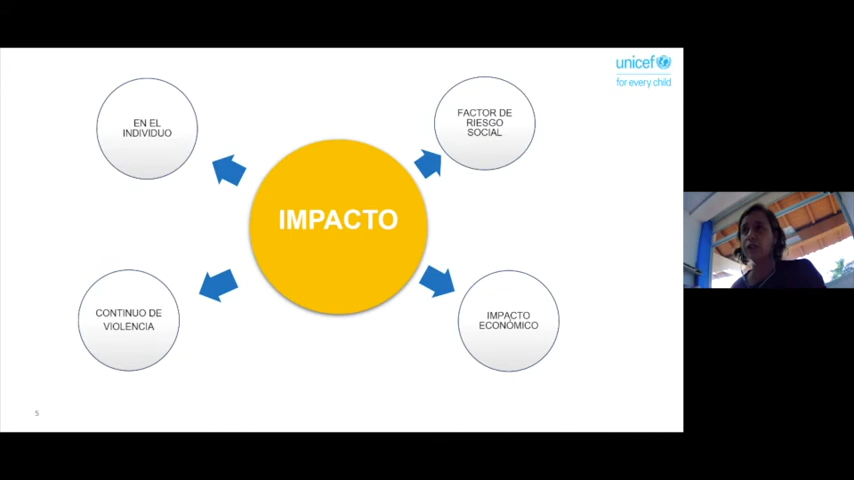 unicef
for every child
EN EL
INDIVIDUO
FACTOR DE
RIESGO
SOCIAL
IMPACTO
CONTINUO DE
VIOLENCIA
IMPACTO
ECONÓMICO
5